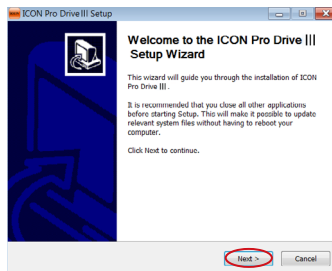 ICON Pro Drive||| Setup
Welcome to the ICON Pro Drive |||
Setup Wizard
This wizard will guide you through the installation of ICON
Pro Drive ||| .
It is recommended that you close all other applications
before starting Setup. This will make it possible to update
relevant system files without having to reboot your
computer.
Click Next to continue.
Next >
Cancel